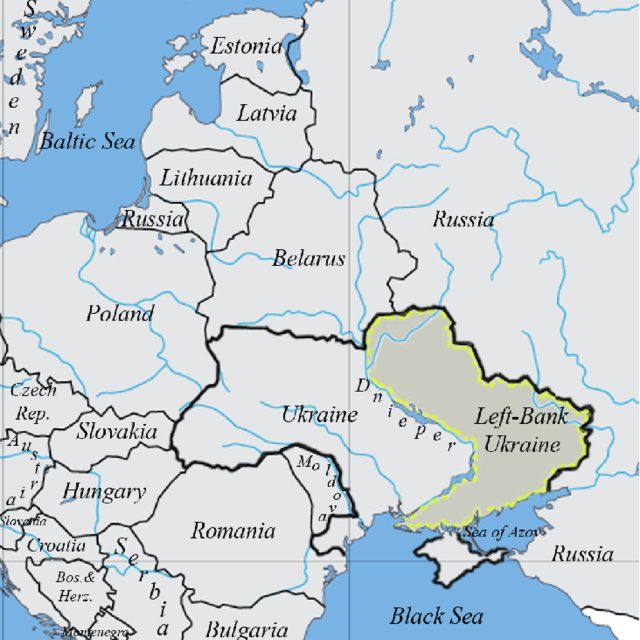 Sweden
Estonia
Latvia
Baltic Sea
Lithuania
Russia
Russia
Belarus
Poland
Dnieper
Czech
Rep.
Ukraine
Left-Bank
Ukraine
Slovakia
Austria
Moldova
Hungary
Slovania
Romania
Sea of Azov
Croatia
Serbia
Russia
Bos.&
Herz.
Black Sea
Montenegro
Bulgaria